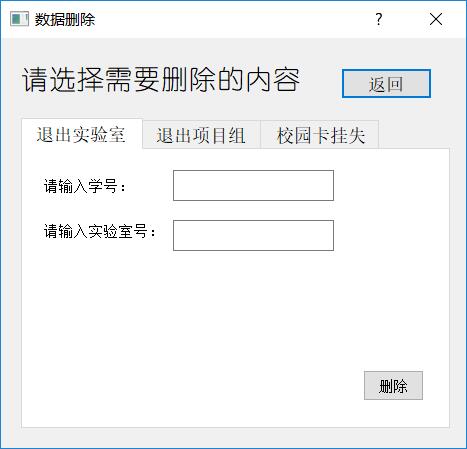 数据删除
请选择需要删除的内容
返回
退出实验室 退出项目组 校园卡挂失
请输入学号：
请输入实验室号：
删除